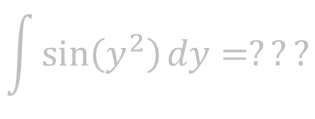 ∫ sin(y²) dy =???